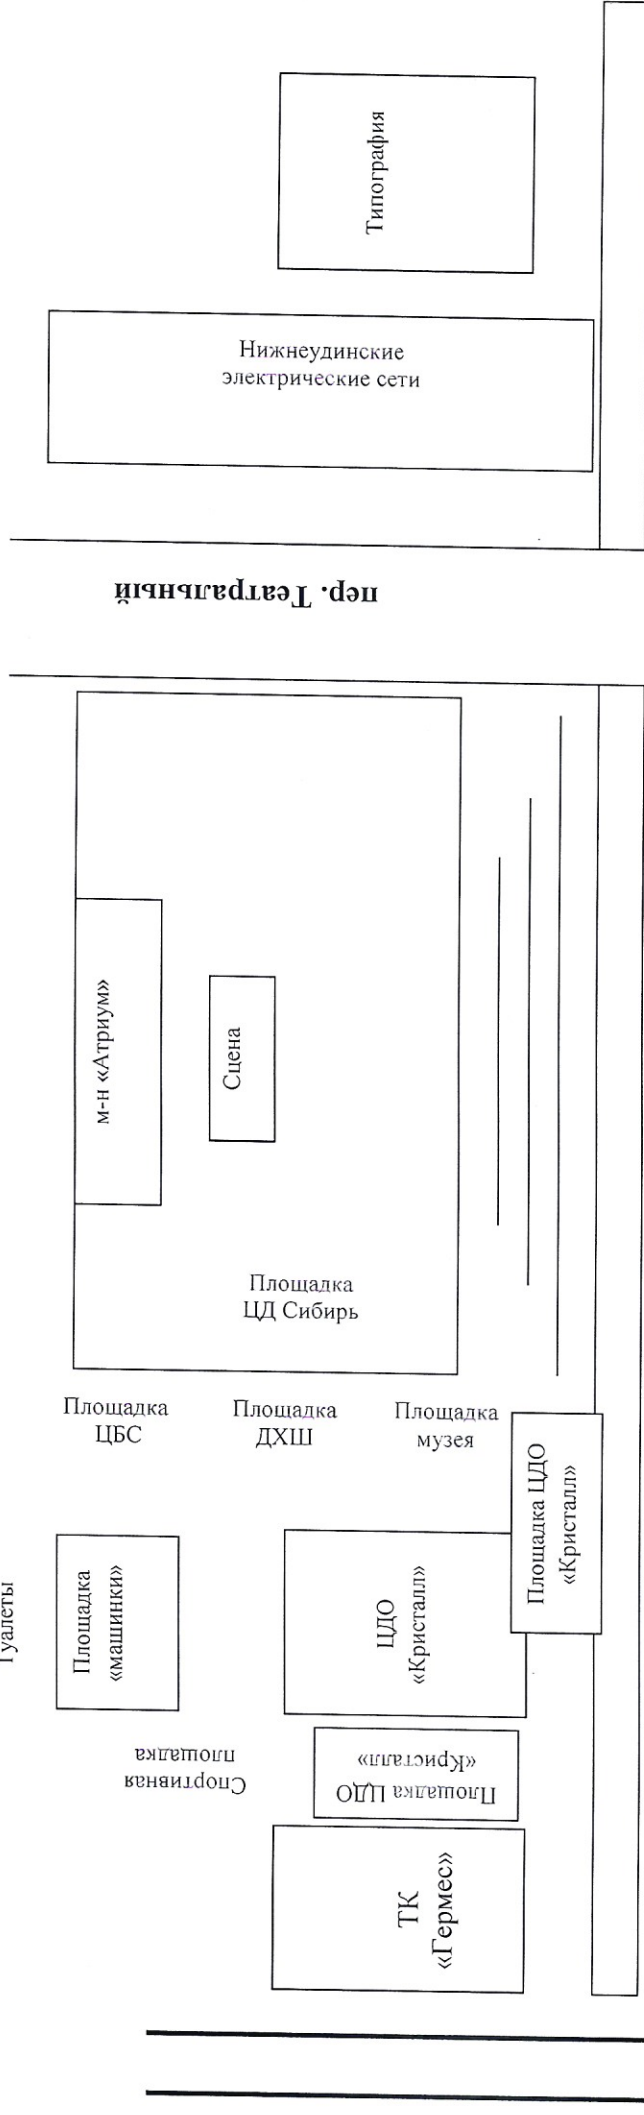 Типография
Нижнеудинские
электрические сети
пер. Театральный
м-н «Атриум»
Сцена
Площадка
ЦД Сибирь
Площадка
ЦБС
Площадка
ДХШ
Площадка
музея
Площадка ЦДО
«Кристалл»
Туалеты
Площадка
«машинки»
ЦДО
«Кристалл»
Спортивная
площадка
Площадка ЦДО
«Кристалл»
ТК
«Гермес»